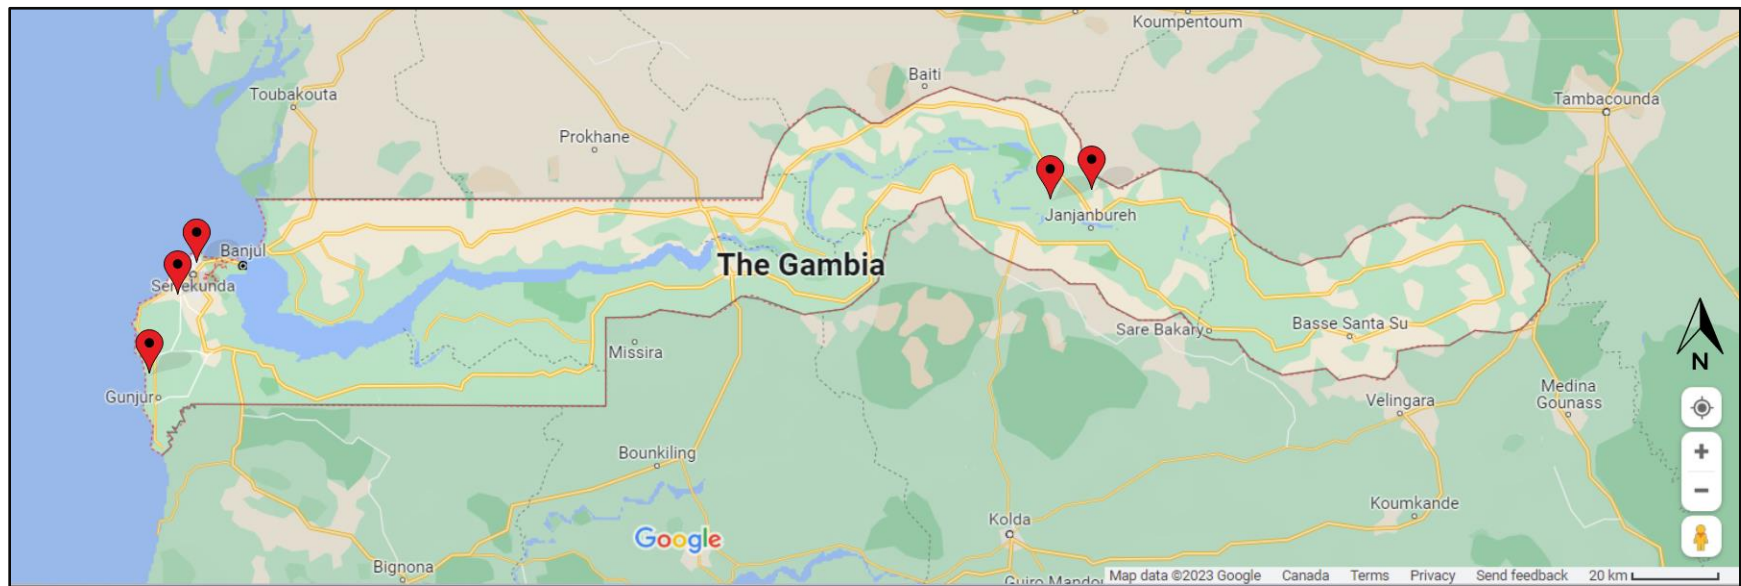 Koumpentoum
Baiti
Toubakouta
Tambacounda
Prokhane
Janjanbureh
Banjul
The Gambia
Serrekunda
Sare Bakary
Basse Santa Su
Missira
N
Gunjur
Velingara
Medina
Gounass
Bounkiling
Koumkande
Kolda
Google
Bignona
Map data ©2023 Google Canada Terms Privacy Send feedback 20 km